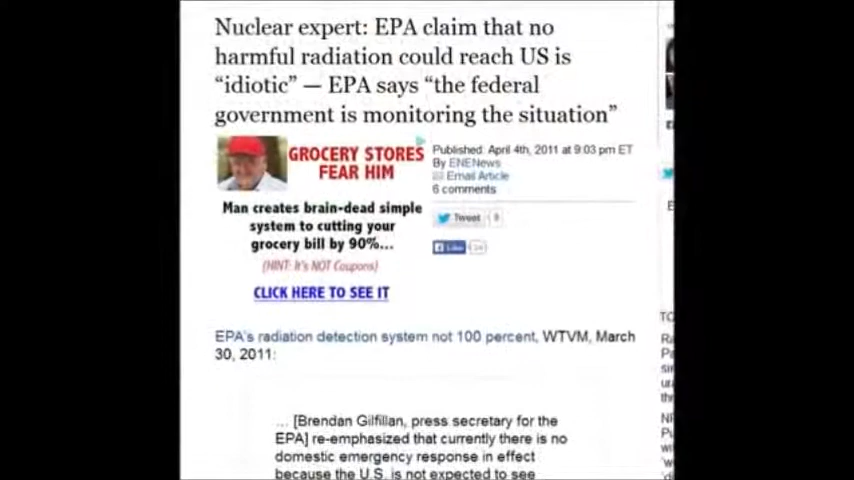 Nuclear expert: EPA claim that no
harmful radiation could reach US is
“idiotic” — EPA says “the federal
government is monitoring the situation”
GROCERY STORES
FEAR HIM
Man creates brain-dead simple
system to cutting your
grocery bill by 90%...
(HINT: It's NOT Coupons)
CLICK HERE TO SEE IT
Published: April 4th, 2011 at 9:03 pm ET
By ENENews
Email Article
6 comments
Tweet
Like
EPA's radiation detection system not 100 percent, WTVM, March
30, 2011:
... [Brendan Gilfillan, press secretary for the
EPA] re-emphasized that currently there is no
domestic emergency response in effect
because the U.S. is not expected to see